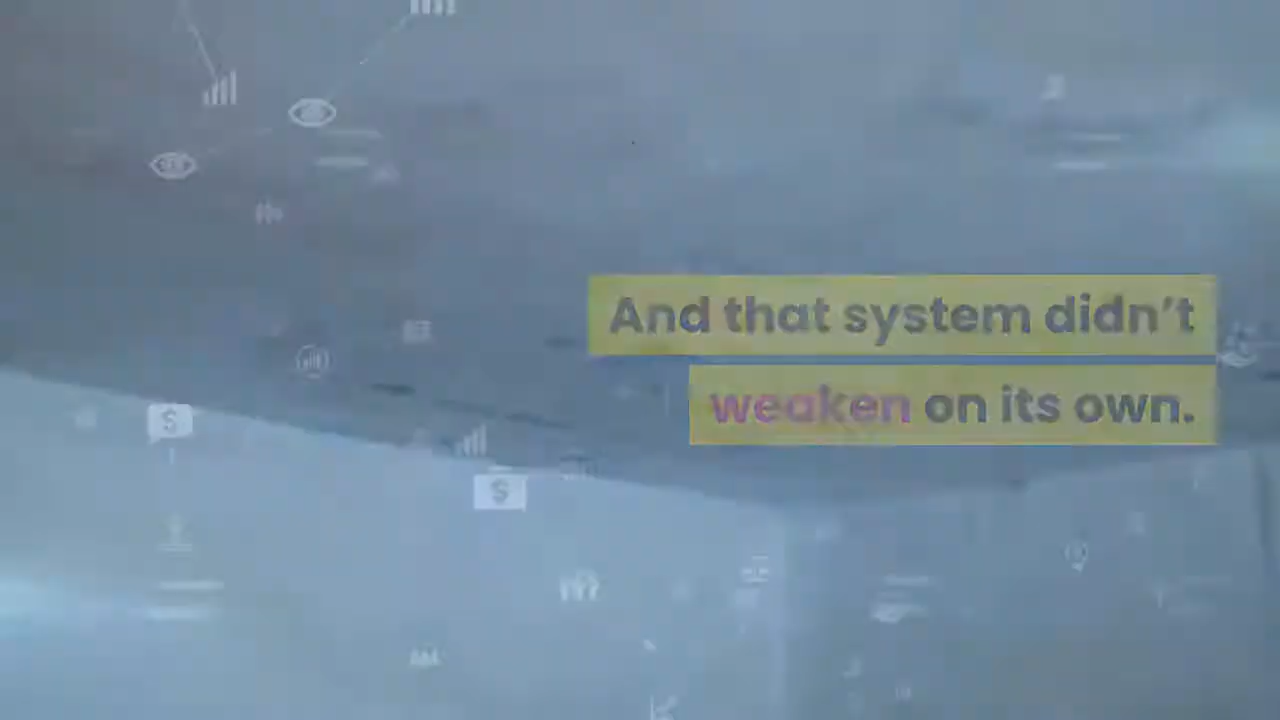 And that system didn’t
weaken on its own.
$
$